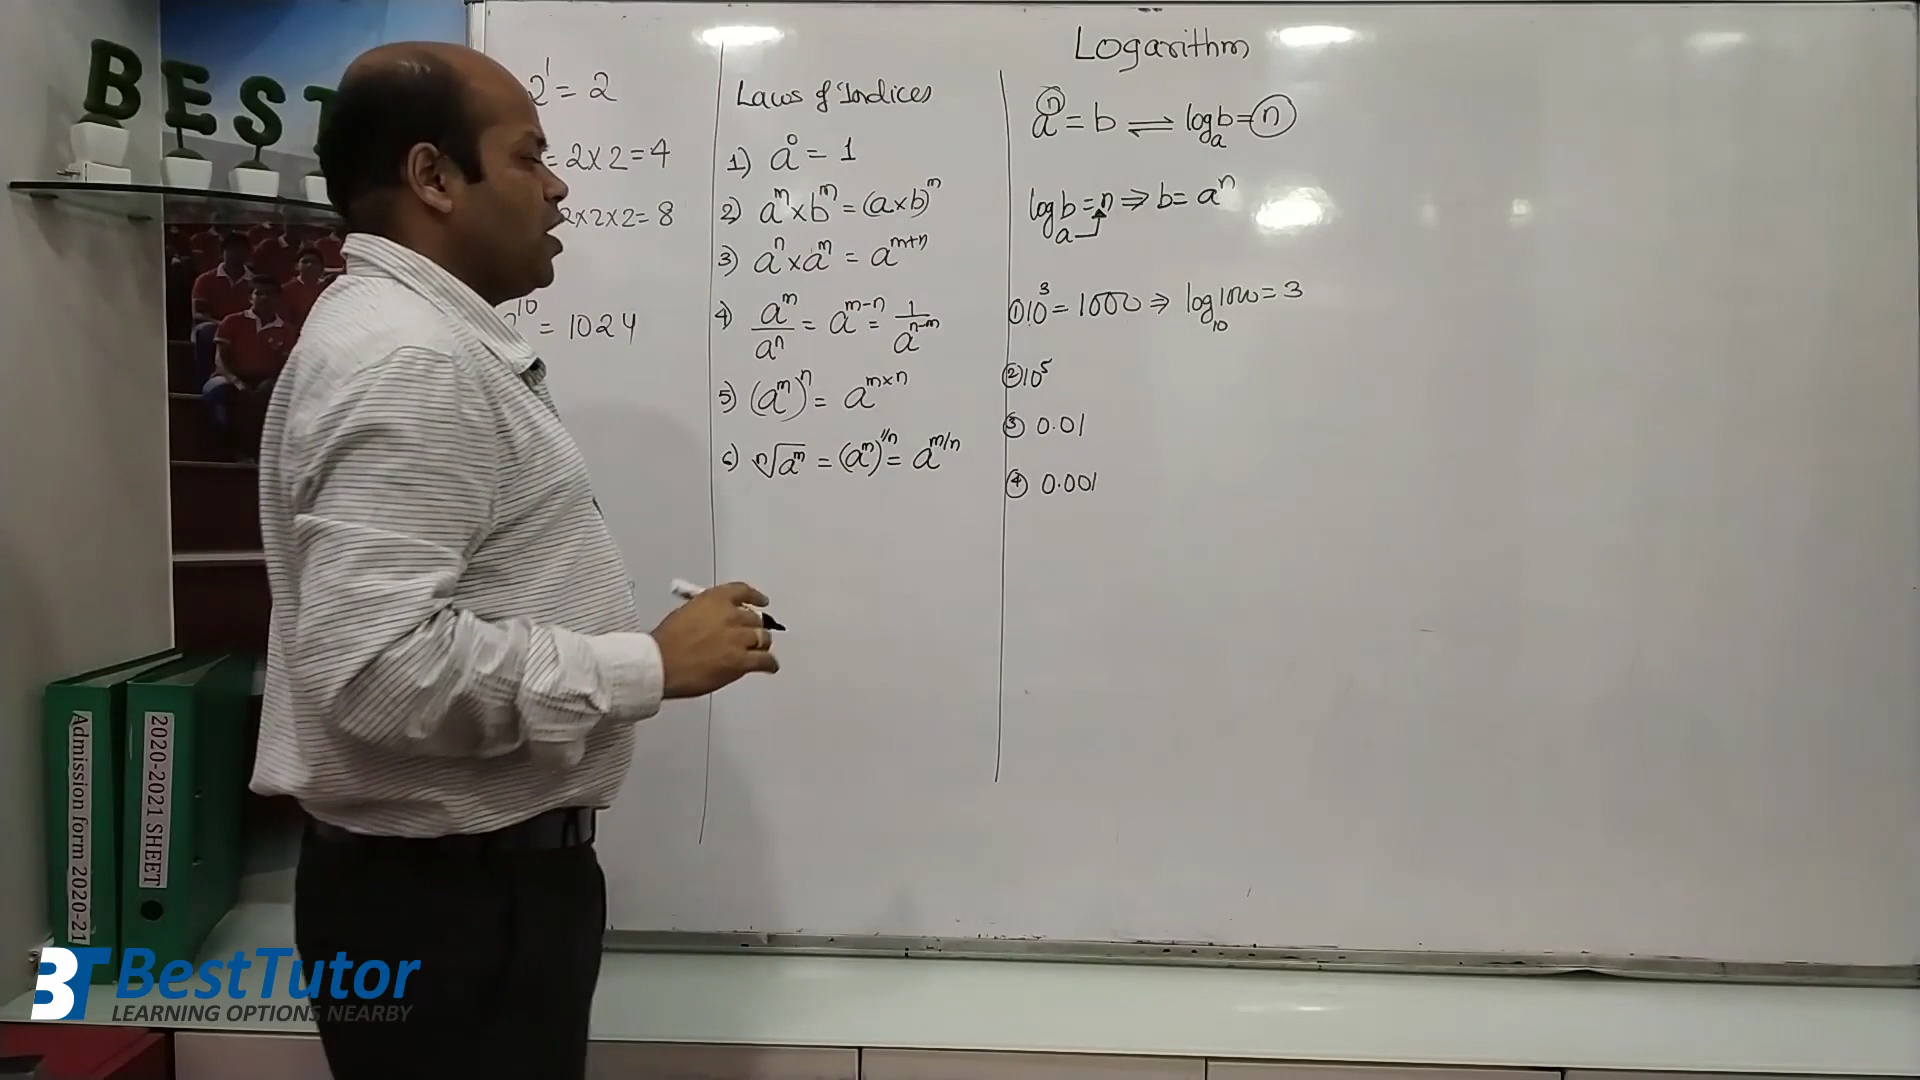 BEST
2¹ = 2
= 2×2 = 4
2×2×2 = 8
¹⁰ = 1024
Laws of Indices
1) a⁰ = 1
2) aᵐ × bᵐ = (a×b)ᵐ
3) aⁿ × aᵐ = aᵐ⁺ⁿ
4) aᵐ/aⁿ = aᵐ⁻ⁿ = 1/aⁿ⁻ᵐ
5) (aᵐ)ⁿ = a^(m×n)
6) ⁿ√aᵐ = (aᵐ)^(1/n) = a^(m/n)
Logarithm
aⁿ = b ⇌ logₐb = n
logₐb = n ⇒ b = aⁿ
① 10³ = 1000 ⇒ log₁₀1000 = 3
② 10⁵
③ 0.01
④ 0.001
Admission form 2020-21
2020-2021 SHEET
BT BestTutor
LEARNING OPTIONS NEARBY